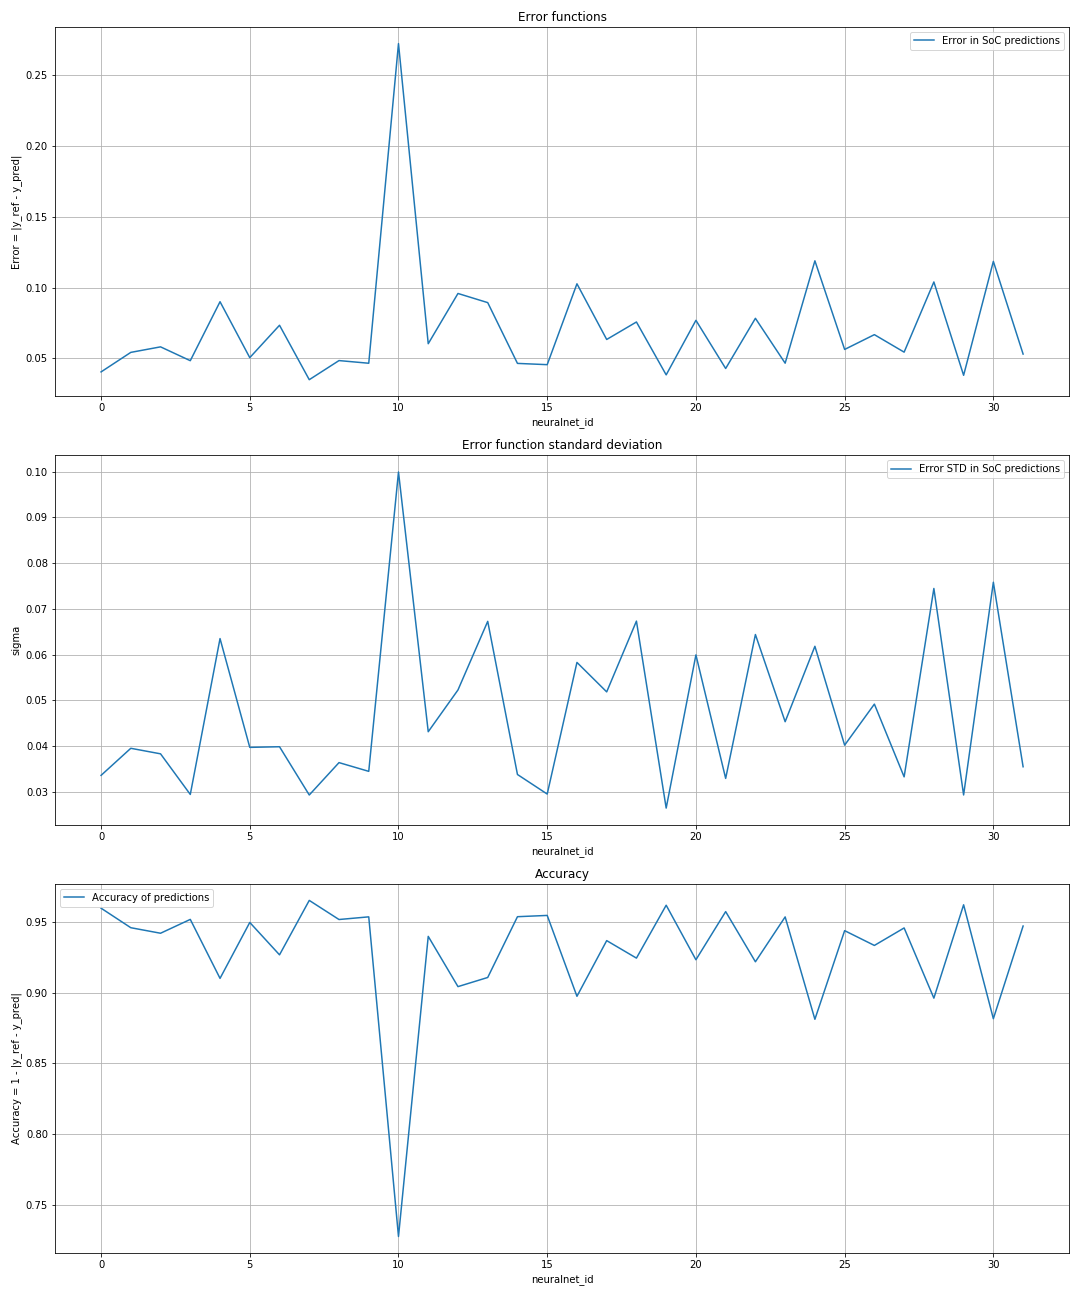 Error functions
Error in SoC predictions
Error = |y_ref - y_pred|
0.25
0.20
0.15
0.10
0.05
0 5 10 15 20 25 30
neuralnet_id
Error function standard deviation
Error STD in SoC predictions
sigma
0.10
0.09
0.08
0.07
0.06
0.05
0.04
0.03
0 5 10 15 20 25 30
neuralnet_id
Accuracy
Accuracy of predictions
Accuracy = 1 - |y_ref - y_pred|
0.95
0.90
0.85
0.80
0.75
0 5 10 15 20 25 30
neuralnet_id